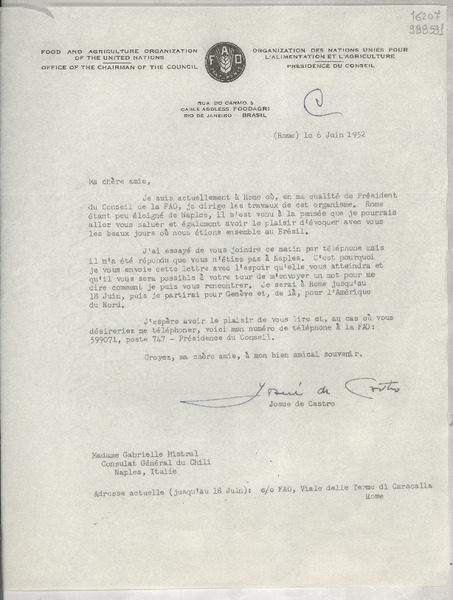 16207
FOOD AND AGRICULTURE ORGANIZATION
OF THE UNITED NATIONS
OFFICE OF THE CHAIRMAN OF THE COUNCIL
FAO
FIAT PANIS
ORGANISATION DES NATIONS UNIES POUR
L'ALIMENTATION ET L'AGRICULTURE
PRÉSIDENCE DU CONSEIL
RUA DO CARMO, 5
CABLE ADDRESS, FOODAGRI
RIO DE JANEIRO - BRASIL
(Rome) le 6 Juin 1952
Ma chère amie,
Je suis actuellement à Rome où, en ma qualité de Président
du Conseil de la FAO, je dirige les travaux de cet organisme. Rome
étant peu éloigné de Naples, il m'est venu à la pensée que je pourrais
aller vous saluer et également avoir le plaisir d'évoquer avec vous
les beaux jours où nous étions ensemble au Brésil.
J'ai essayé de vous joindre ce matin par téléphone mais
il m'a été répondu que vous n'étiez pas à Naples. C'est pourquoi
je vous envoie cette lettre avec l'espoir qu'elle vous atteindra et
qu'il vous sera possible à votre tour de m'envoyer un mot pour me
dire comment je puis vous rencontrer. Je serai à Rome jusqu'au
18 Juin, puis je partirai pour Genève et, de là, pour l'Amérique
du Nord.
J'espère avoir le plaisir de vous lire et, au cas où vous
désireriez me téléphoner, voici mon numéro de téléphone à la FAO:
599071, poste 747 - Présidence du Conseil.
Croyez, ma chère amie, à mon bien amical souvenir.
Josué de Castro
Josue de Castro
Madame Gabrielle Mistral
Consulat Général du Chili
Naples, Italie
Adresse actuelle (jusqu'au 18 Juin): c/o FAO, Viale delle Terme di Caracalla
Rome